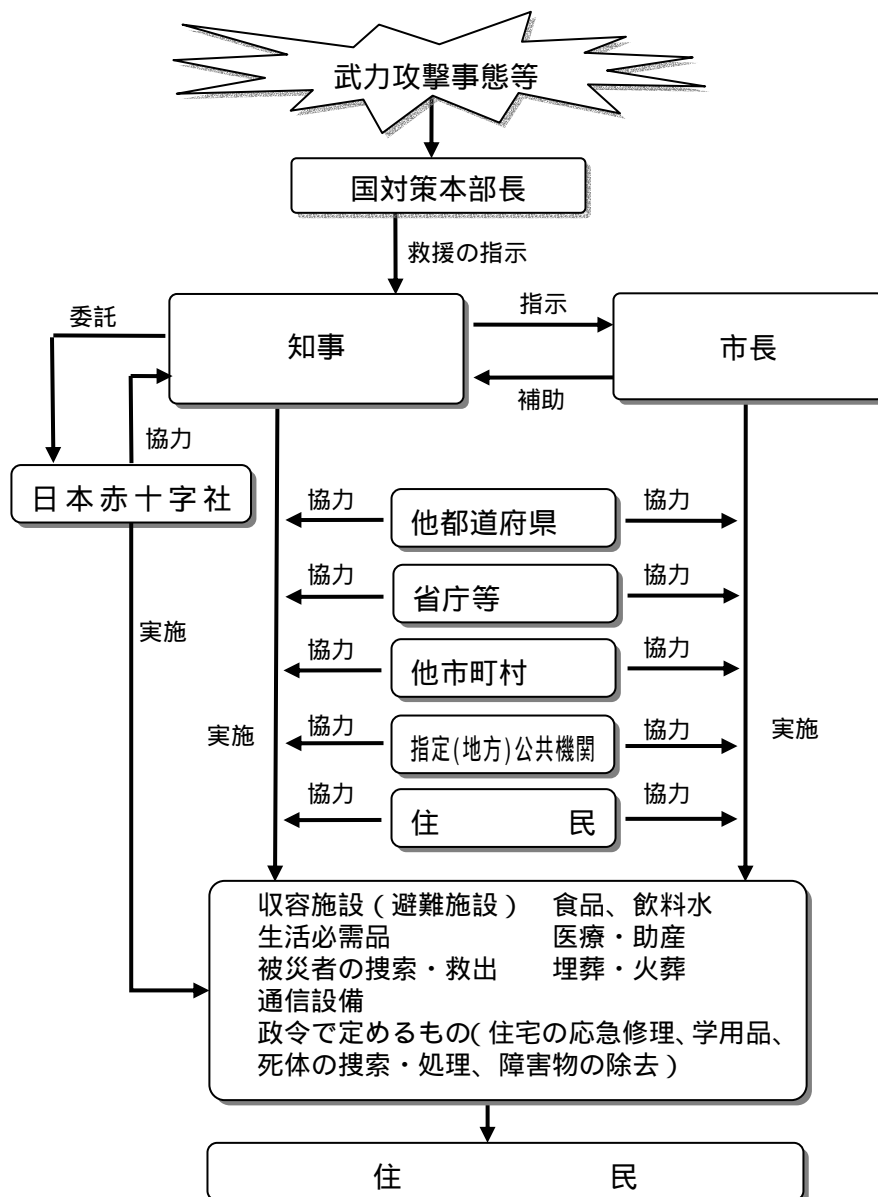 武力攻撃事態等
国対策本部長
救援の指示
委託
知事
指示
市長
補助
協力
日本赤十字社
協力
他都道府県
協力
協力
省庁等
協力
実施
協力
他市町村
協力
実施
協力
指定(地方)公共機関
協力
実施
協力
住民
協力
収容施設（避難施設） 食品、飲料水
生活必需品 医療・助産
被災者の捜索・救出 埋葬・火葬
通信設備
政令で定めるもの（住宅の応急修理、学用品、
死体の捜索・処理、障害物の除去）
住民